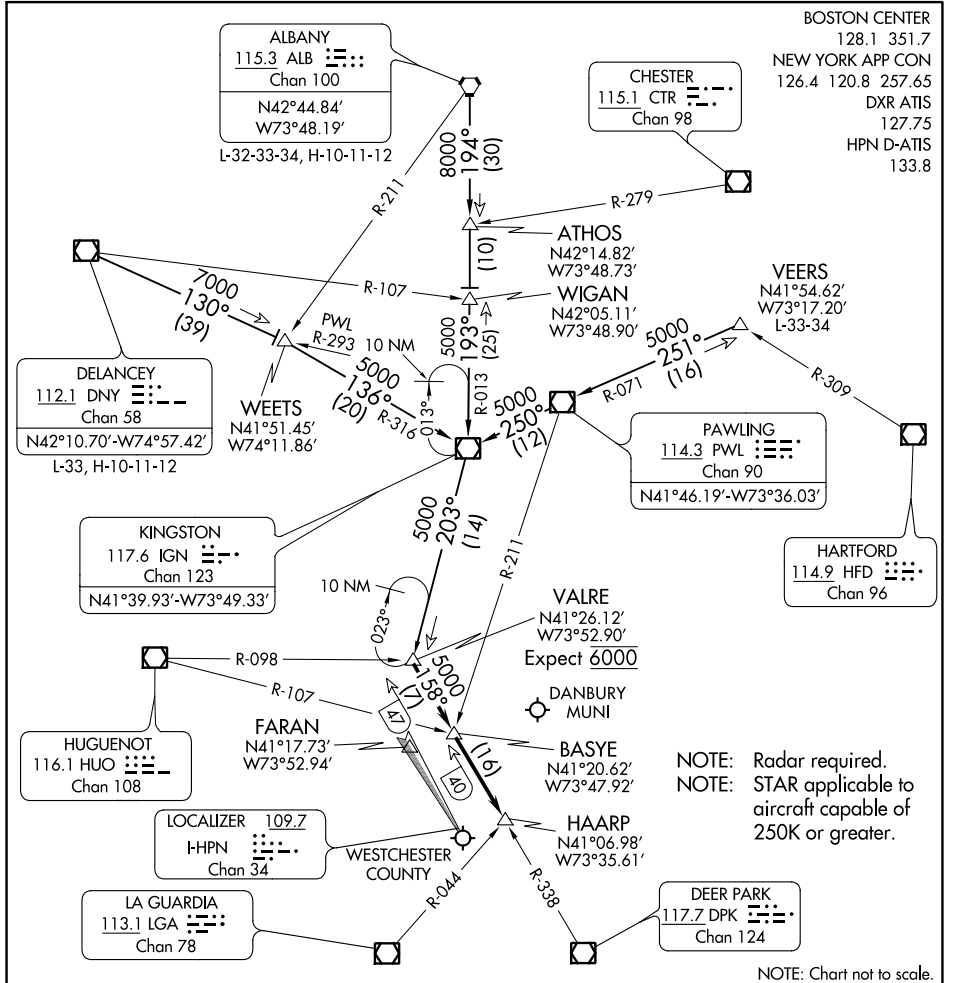 BOSTON CENTER
128.1 351.7
NEW YORK APP CON
126.4 120.8 257.65
DXR ATIS
127.75
HPN D-ATIS
133.8
ALBANY
115.3 ALB
Chan 100
N42°44.84'
W73°48.19'
L-32-33-34, H-10-11-12
CHESTER
115.1 CTR
Chan 98
8000
194°
(30)
R-211
R-279
ATHOS
N42°14.82'
W73°48.73'
(10)
WIGAN
N42°05.11'
W73°48.90'
R-107
7000
130°
(39)
VEERS
N41°54.62'
W73°17.20'
L-33-34
5000
193°
(25)
R-013
PWL
R-293
10 NM
013°
5000
136°
(20)
R-316
5000
251°
(16)
R-071
R-309
5000
250°
(12)
DELANCEY
112.1 DNY
Chan 58
N42°10.70'-W74°57.42'
L-33, H-10-11-12
WEETS
N41°51.45'
W74°11.86'
PAWLING
114.3 PWL
Chan 90
N41°46.19'-W73°36.03'
KINGSTON
117.6 IGN
Chan 123
N41°39.93'-W73°49.33'
5000
203°
(14)
R-211
HARTFORD
114.9 HFD
Chan 96
10 NM
023°
VALRE
N41°26.12'
W73°52.90'
Expect 6000
R-098
R-107
5000
158°
(7)
DANBURY
MUNI
47
FARAN
N41°17.73'
W73°52.94'
BASYE
N41°20.62'
W73°47.92'
(16)
40
HUGUENOT
116.1 HUO
Chan 108
NOTE: Radar required.
NOTE: STAR applicable to
aircraft capable of
250K or greater.
LOCALIZER 109.7
I-HPN
Chan 34
WESTCHESTER
COUNTY
HAARP
N41°06.98'
W73°35.61'
R-044
R-338
LA GUARDIA
113.1 LGA
Chan 78
DEER PARK
117.7 DPK
Chan 124
NOTE: Chart not to scale.